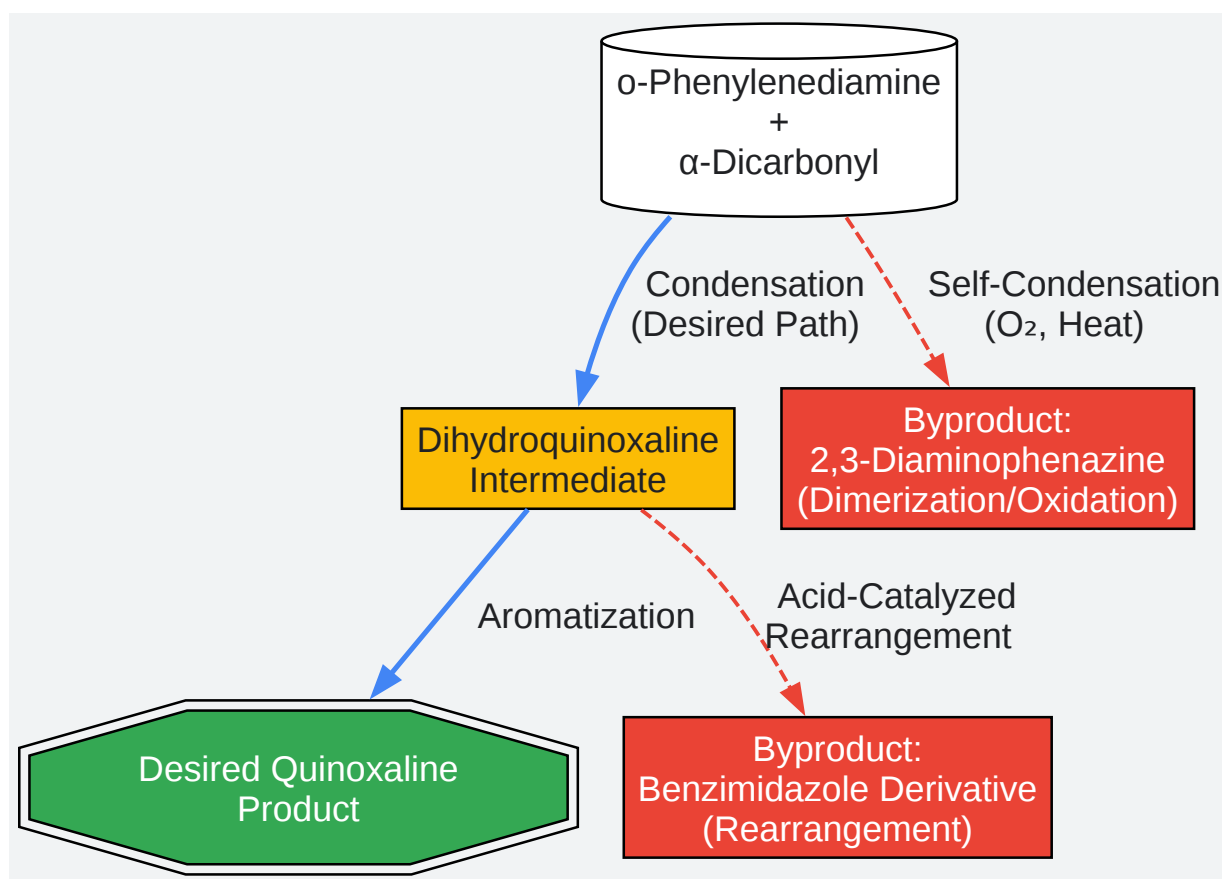 o-Phenylenediamine
+
α-Dicarbonyl
Condensation
(Desired Path)
Self-Condensation
(O₂, Heat)
Dihydroquinoxaline
Intermediate
Byproduct:
2,3-Diaminophenazine
(Dimerization/Oxidation)
Aromatization
Acid-Catalyzed
Rearrangement
Desired Quinoxaline
Product
Byproduct:
Benzimidazole Derivative
(Rearrangement)